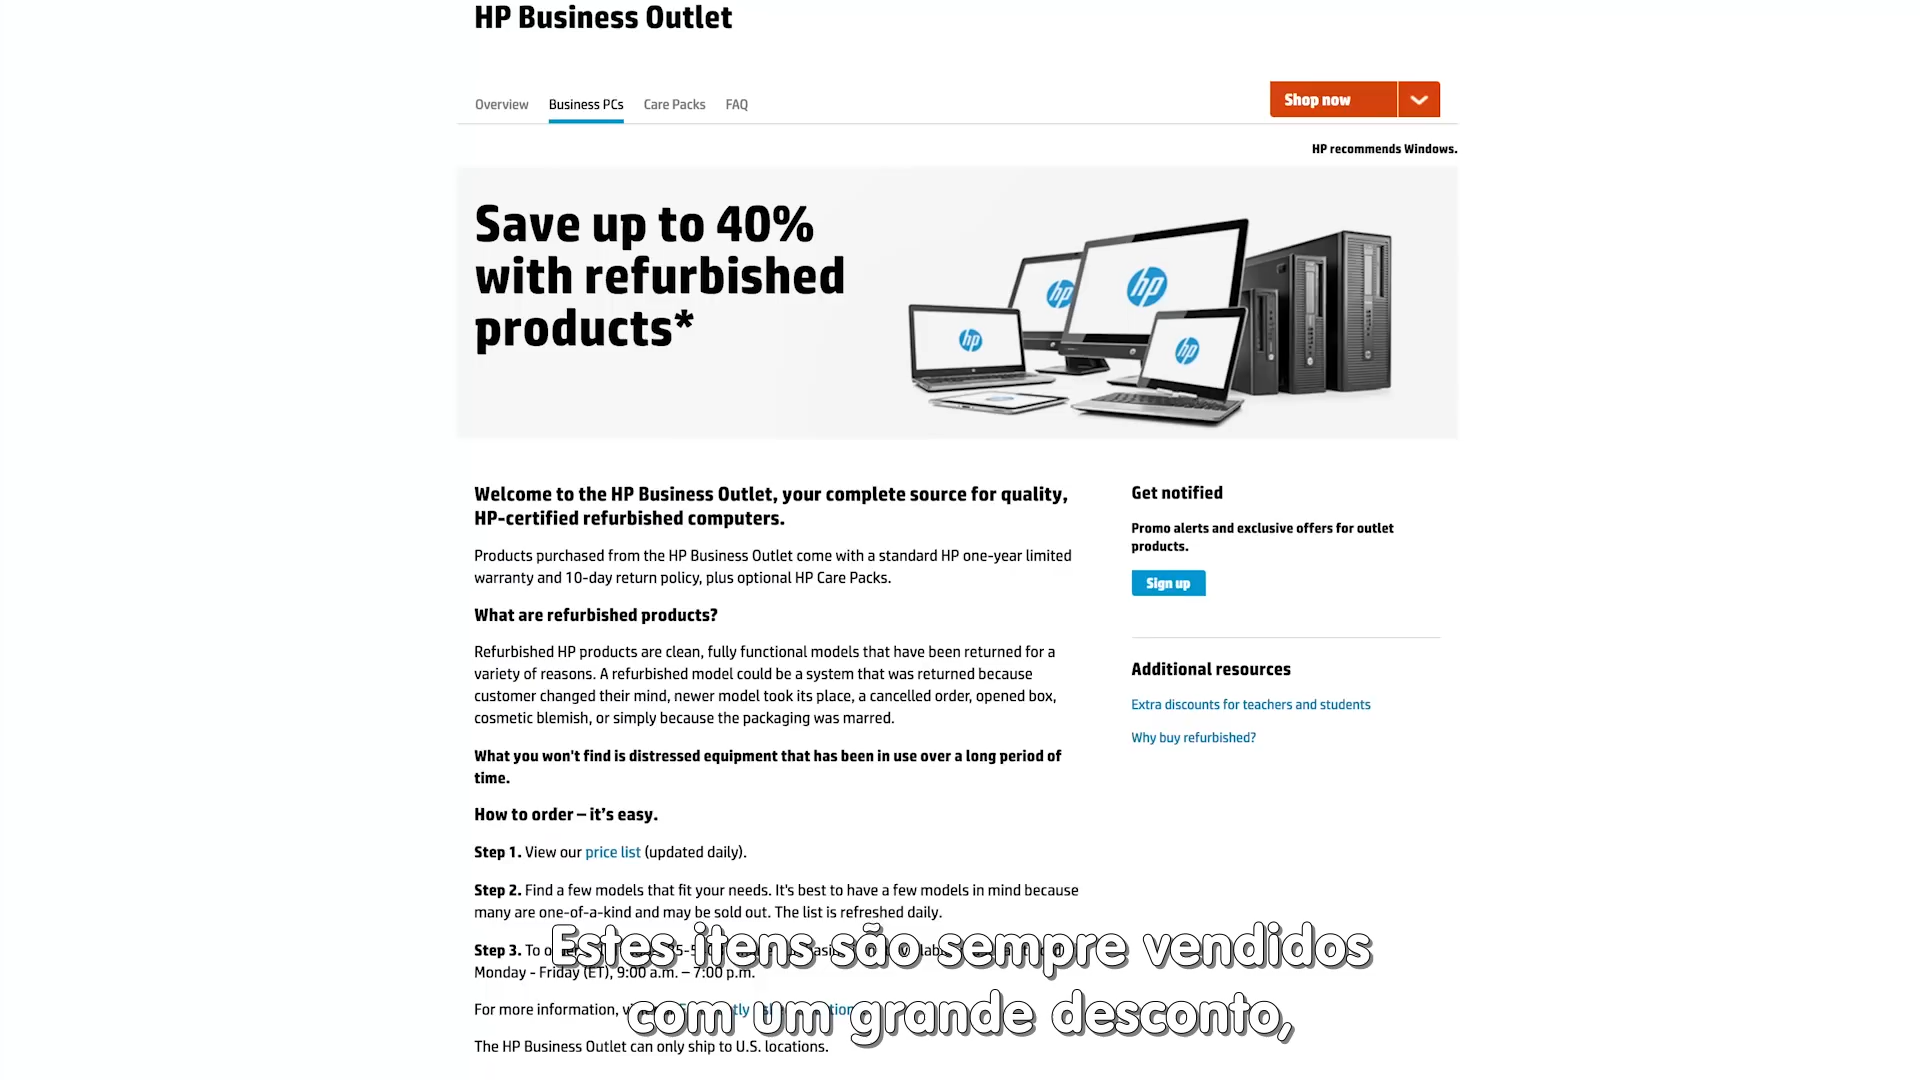 HP Business Outlet
Overview Business PCs Care Packs FAQ
Shop now
HP recommends Windows.
Save up to 40%
with refurbished
products*
hp hp hp hp
Welcome to the HP Business Outlet, your complete source for quality,
HP-certified refurbished computers.
Products purchased from the HP Business Outlet come with a standard HP one-year limited
warranty and 10-day return policy, plus optional HP Care Packs.
What are refurbished products?
Refurbished HP products are clean, fully functional models that have been returned for a
variety of reasons. A refurbished model could be a system that was returned because
customer changed their mind, newer model took its place, a cancelled order, opened box,
cosmetic blemish, or simply because the packaging was marred.
What you won't find is distressed equipment that has been in use over a long period of
time.
How to order – it's easy.
Step 1. View our price list (updated daily).
Step 2. Find a few models that fit your needs. It's best to have a few models in mind because
many are one-of-a-kind and may be sold out. The list is refreshed daily.
Step 3. To
Monday - Friday (ET), 9:00 a.m. – 7:00 p.m.
For more information,
The HP Business Outlet can only ship to U.S. locations.
Get notified
Promo alerts and exclusive offers for outlet
products.
Sign up
Additional resources
Extra discounts for teachers and students
Why buy refurbished?
Estes itens são sempre vendidos
com um grande desconto,